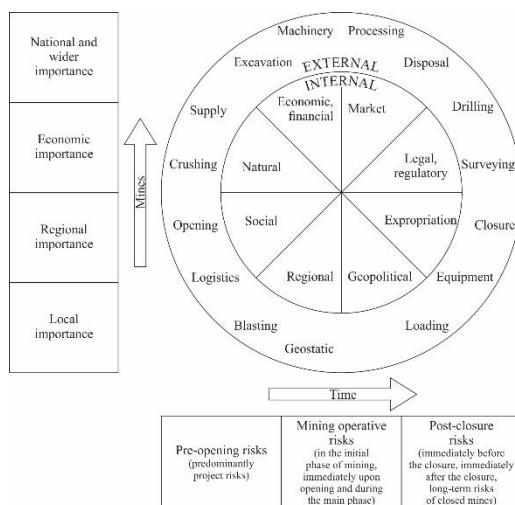 National and
wider
importance
Economic
importance
Regional
importance
Local
importance
Mines
Machinery
Processing
Excavation
EXTERNAL
Disposal
INTERNAL
Supply
Economic,
financial
Market
Drilling
Crushing
Natural
Legal,
regulatory
Surveying
Opening
Social
Expropriation
Closure
Logistics
Regional
Geopolitical
Equipment
Blasting
Geostatic
Loading
Time
Pre-opening risks
(predominantly
project risks)
Mining operative
risks
(in the initial
phase of mining,
immediately upon
opening and during
the main phase)
Post-closure
risks
(immediately before
the closure, immediately
after the closure,
long-term risks
of closed mines)